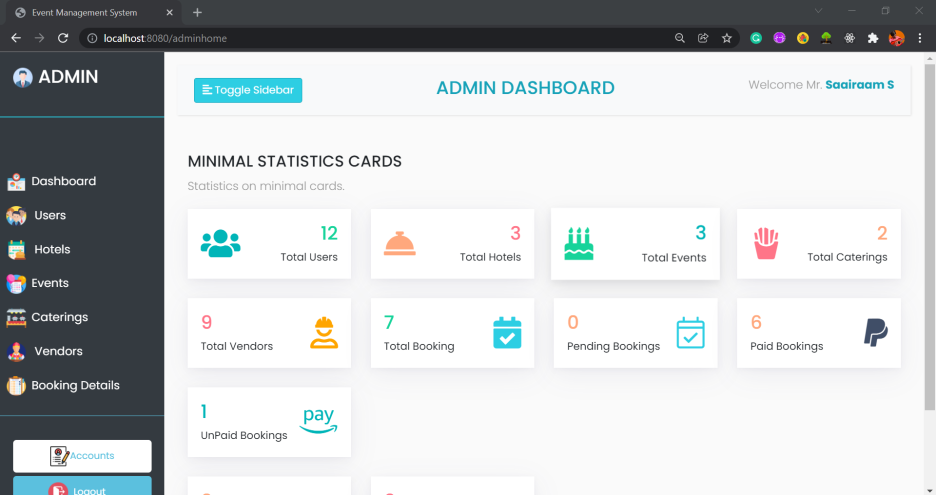 Event Management System
localhost:8080/adminhome
ADMIN
Toggle Sidebar
ADMIN DASHBOARD
Welcome Mr. Saairaam S
Dashboard
Users
Hotels
Events
Caterings
Vendors
Booking Details
Accounts
Logout
MINIMAL STATISTICS CARDS
Statistics on minimal cards.
12
Total Users
3
Total Hotels
3
Total Events
2
Total Caterings
9
Total Vendors
7
Total Booking
0
Pending Bookings
6
Paid Bookings
1
UnPaid Bookings
pay